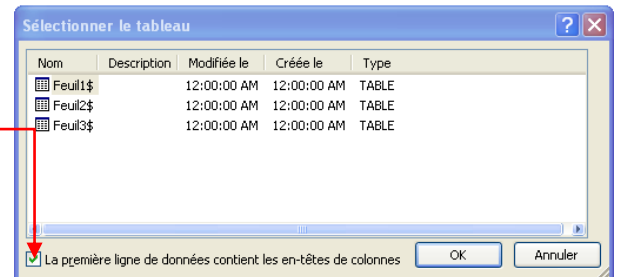 Sélectionner le tableau
Nom Description Modifiée le Créée le Type
Feuil1$ 12:00:00 AM 12:00:00 AM TABLE
Feuil2$ 12:00:00 AM 12:00:00 AM TABLE
Feuil3$ 12:00:00 AM 12:00:00 AM TABLE
La première ligne de données contient les en-têtes de colonnes OK Annuler